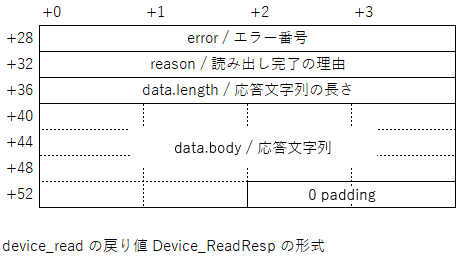 +0 +1 +2 +3
+28 error / エラー番号
+32 reason / 読み出し完了の理由
+36 data.length / 応答文字列の長さ
+40
+44 data.body / 応答文字列
+48
+52 0 padding
device_read の戻り値 Device_ReadResp の形式